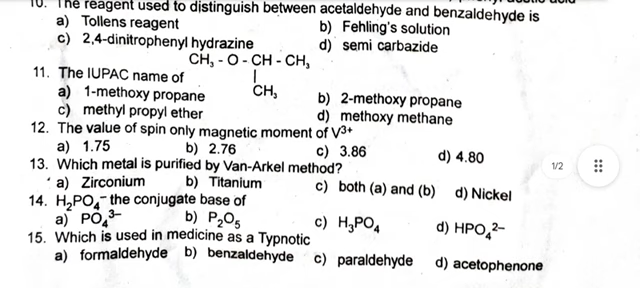 10. The reagent used to distinguish between acetaldehyde and benzaldehyde is
a) Tollens reagent b) Fehling's solution
c) 2,4-dinitrophenyl hydrazine d) semi carbazide
CH₃ - O - CH - CH₃
11. The IUPAC name of |
CH₃
a) 1-methoxy propane b) 2-methoxy propane
c) methyl propyl ether d) methoxy methane
12. The value of spin only magnetic moment of V³⁺
a) 1.75 b) 2.76 c) 3.86 d) 4.80
13. Which metal is purified by Van-Arkel method?
a) Zirconium b) Titanium c) both (a) and (b) d) Nickel
14. H₂PO₄⁻ the conjugate base of
a) PO₄³⁻ b) P₂O₅ c) H₃PO₄ d) HPO₄²⁻
15. Which is used in medicine as a Typnotic
a) formaldehyde b) benzaldehyde c) paraldehyde d) acetophenone
1/2